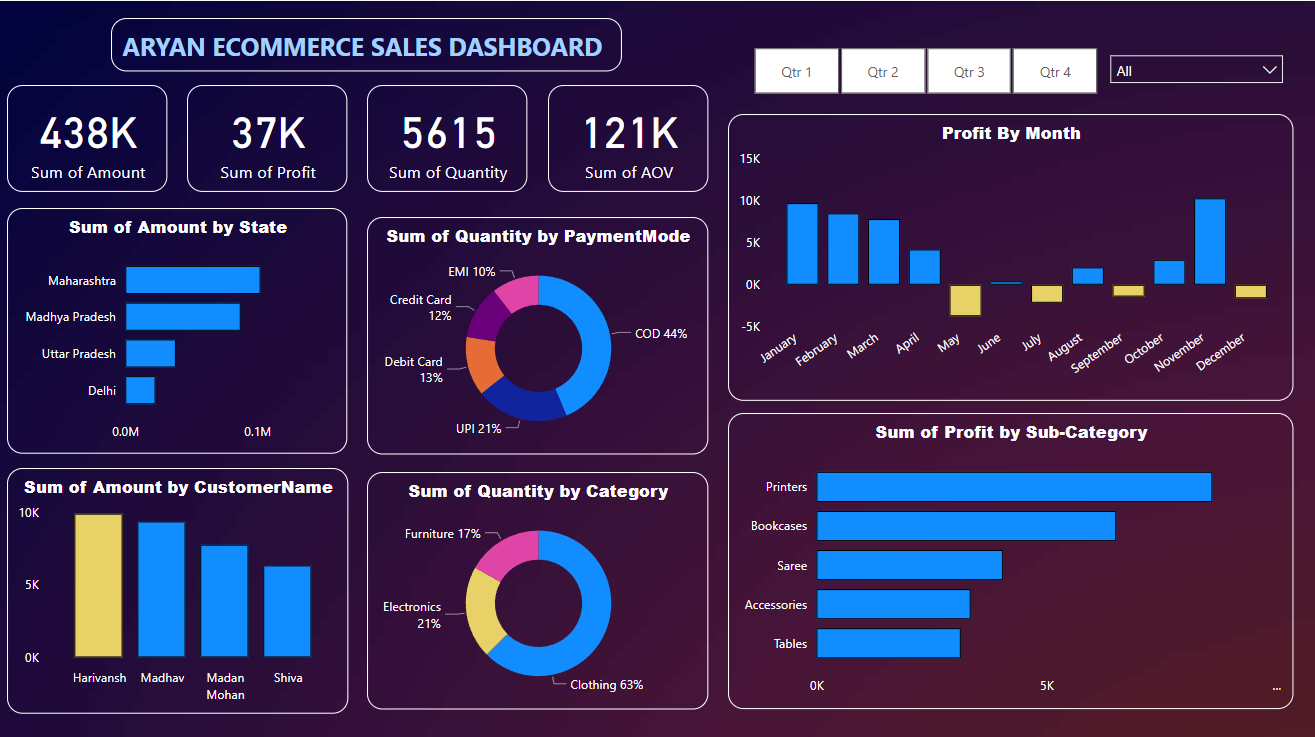 ARYAN ECOMMERCE SALES DASHBOARD
Qtr 1
Qtr 2
Qtr 3
Qtr 4
All
438K
Sum of Amount
37K
Sum of Profit
5615
Sum of Quantity
121K
Sum of AOV
Sum of Amount by State
Maharashtra
Madhya Pradesh
Uttar Pradesh
Delhi
0.0M
0.1M
Sum of Quantity by PaymentMode
EMI 10%
Credit Card
12%
Debit Card
13%
UPI 21%
COD 44%
Profit By Month
15K
10K
5K
0K
-5K
January
February
March
April
May
June
July
August
September
October
November
December
Sum of Amount by CustomerName
10K
5K
0K
Harivansh
Madhav
Madan
Mohan
Shiva
Sum of Quantity by Category
Furniture 17%
Electronics
21%
Clothing 63%
Sum of Profit by Sub-Category
Printers
Bookcases
Saree
Accessories
Tables
0K
5K
...